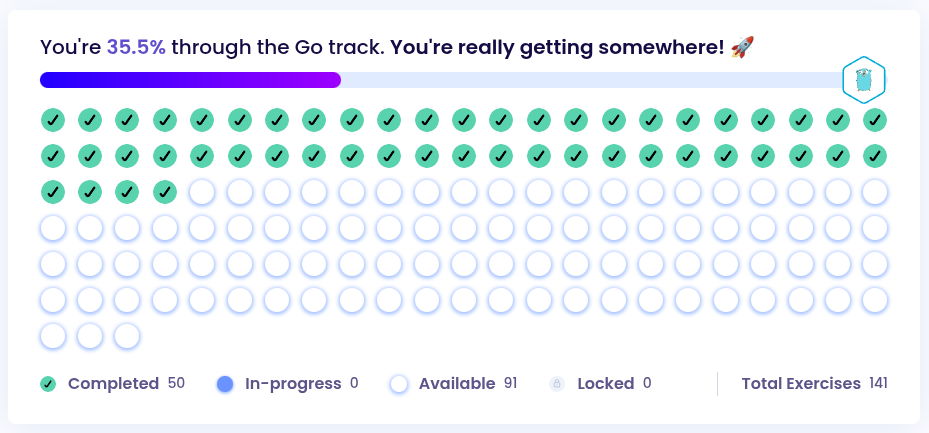 You're 35.5% through the Go track. You're really getting somewhere! 🚀
Completed 50 In-progress 0 Available 91 Locked 0 Total Exercises 141